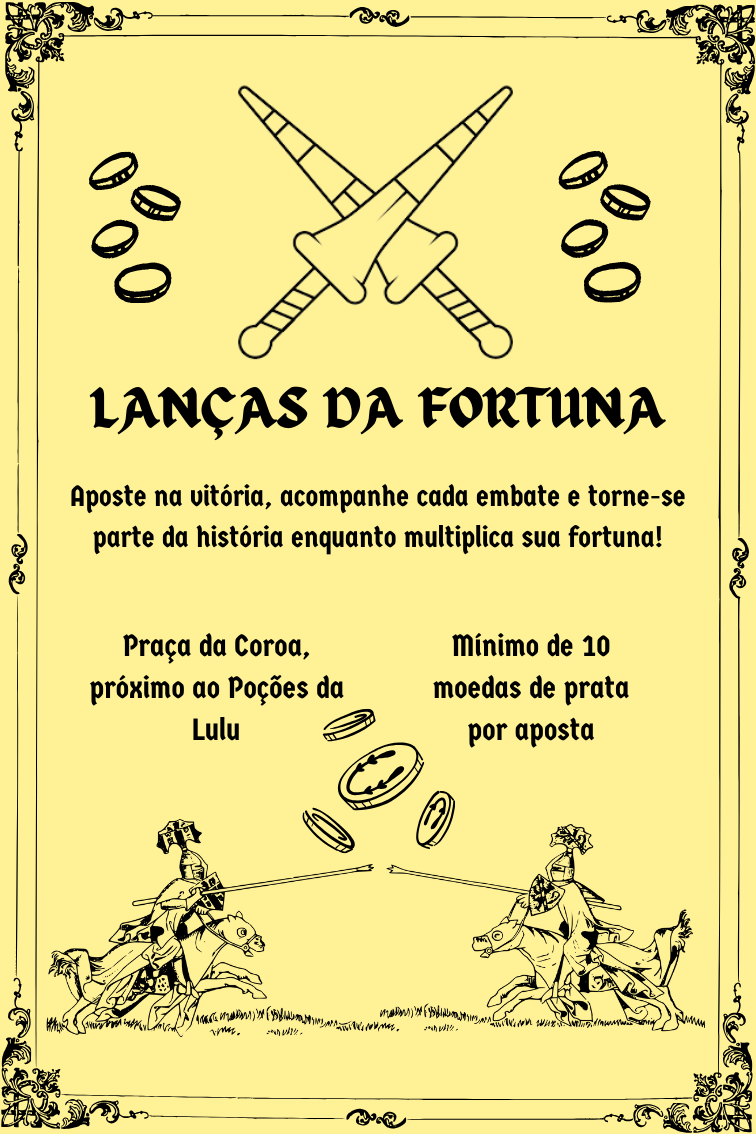 LANÇAS DA FORTUNA
Aposte na vitória, acompanhe cada embate e torne-se
parte da história enquanto multiplica sua fortuna!
Praça da Coroa,
próximo ao Poções da
Lulu
Mínimo de 10
moedas de prata
por aposta